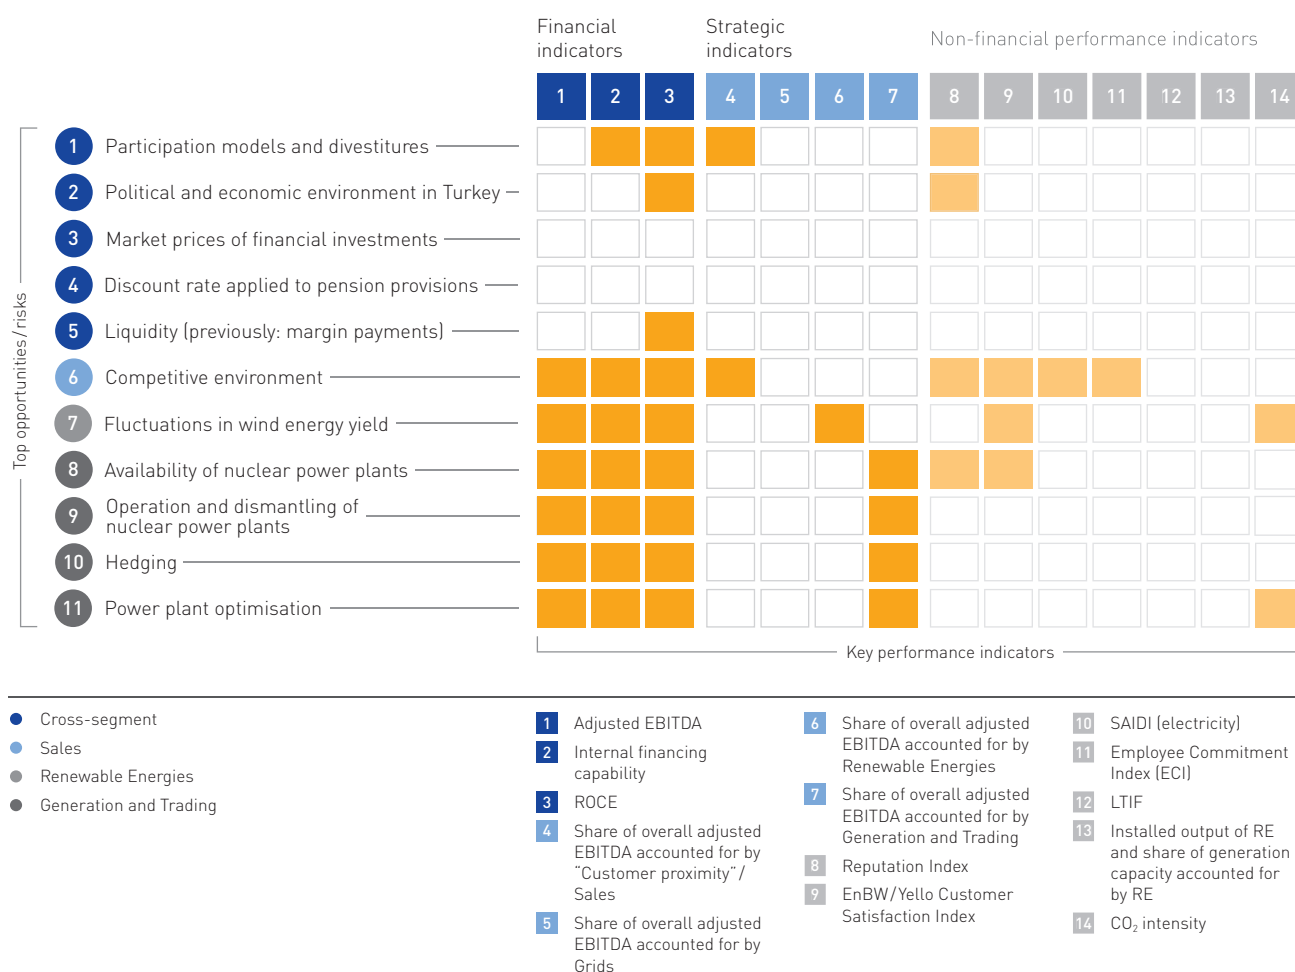 Financial
indicators
Strategic
indicators
Non-financial performance indicators
1 2 3 4 5 6 7 8 9 10 11 12 13 14
Top opportunities/risks
1 Participation models and divestitures
2 Political and economic environment in Turkey
3 Market prices of financial investments
4 Discount rate applied to pension provisions
5 Liquidity (previously: margin payments)
6 Competitive environment
7 Fluctuations in wind energy yield
8 Availability of nuclear power plants
9 Operation and dismantling of
nuclear power plants
10 Hedging
11 Power plant optimisation
Key performance indicators
Cross-segment
Sales
Renewable Energies
Generation and Trading
1 Adjusted EBITDA
2 Internal financing
capability
3 ROCE
4 Share of overall adjusted
EBITDA accounted for by
"Customer proximity"/
Sales
5 Share of overall adjusted
EBITDA accounted for by
Grids
6 Share of overall adjusted
EBITDA accounted for by
Renewable Energies
7 Share of overall adjusted
EBITDA accounted for by
Generation and Trading
8 Reputation Index
9 EnBW/Yello Customer
Satisfaction Index
10 SAIDI (electricity)
11 Employee Commitment
Index (ECI)
12 LTIF
13 Installed output of RE
and share of generation
capacity accounted for
by RE
14 CO₂ intensity